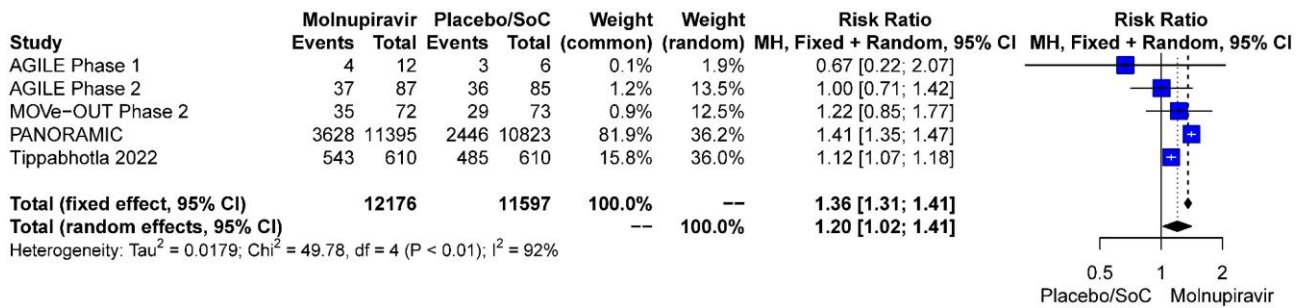 Molnupiravir Placebo/SoC Weight Weight Risk Ratio Risk Ratio
Study Events Total Events Total (common) (random) MH, Fixed + Random, 95% CI MH, Fixed + Random, 95% CI
AGILE Phase 1 4 12 3 6 0.1% 1.9% 0.67 [0.22; 2.07]
AGILE Phase 2 37 87 36 85 1.2% 13.5% 1.00 [0.71; 1.42]
MOVe−OUT Phase 2 35 72 29 73 0.9% 12.5% 1.22 [0.85; 1.77]
PANORAMIC 3628 11395 2446 10823 81.9% 36.2% 1.41 [1.35; 1.47]
Tippabhotla 2022 543 610 485 610 15.8% 36.0% 1.12 [1.07; 1.18]
Total (fixed effect, 95% CI) 12176 11597 100.0% −− 1.36 [1.31; 1.41]
Total (random effects, 95% CI) −− 100.0% 1.20 [1.02; 1.41]
Heterogeneity: Tau² = 0.0179; Chi² = 49.78, df = 4 (P < 0.01); I² = 92%
0.5 1 2
Placebo/SoC Molnupiravir